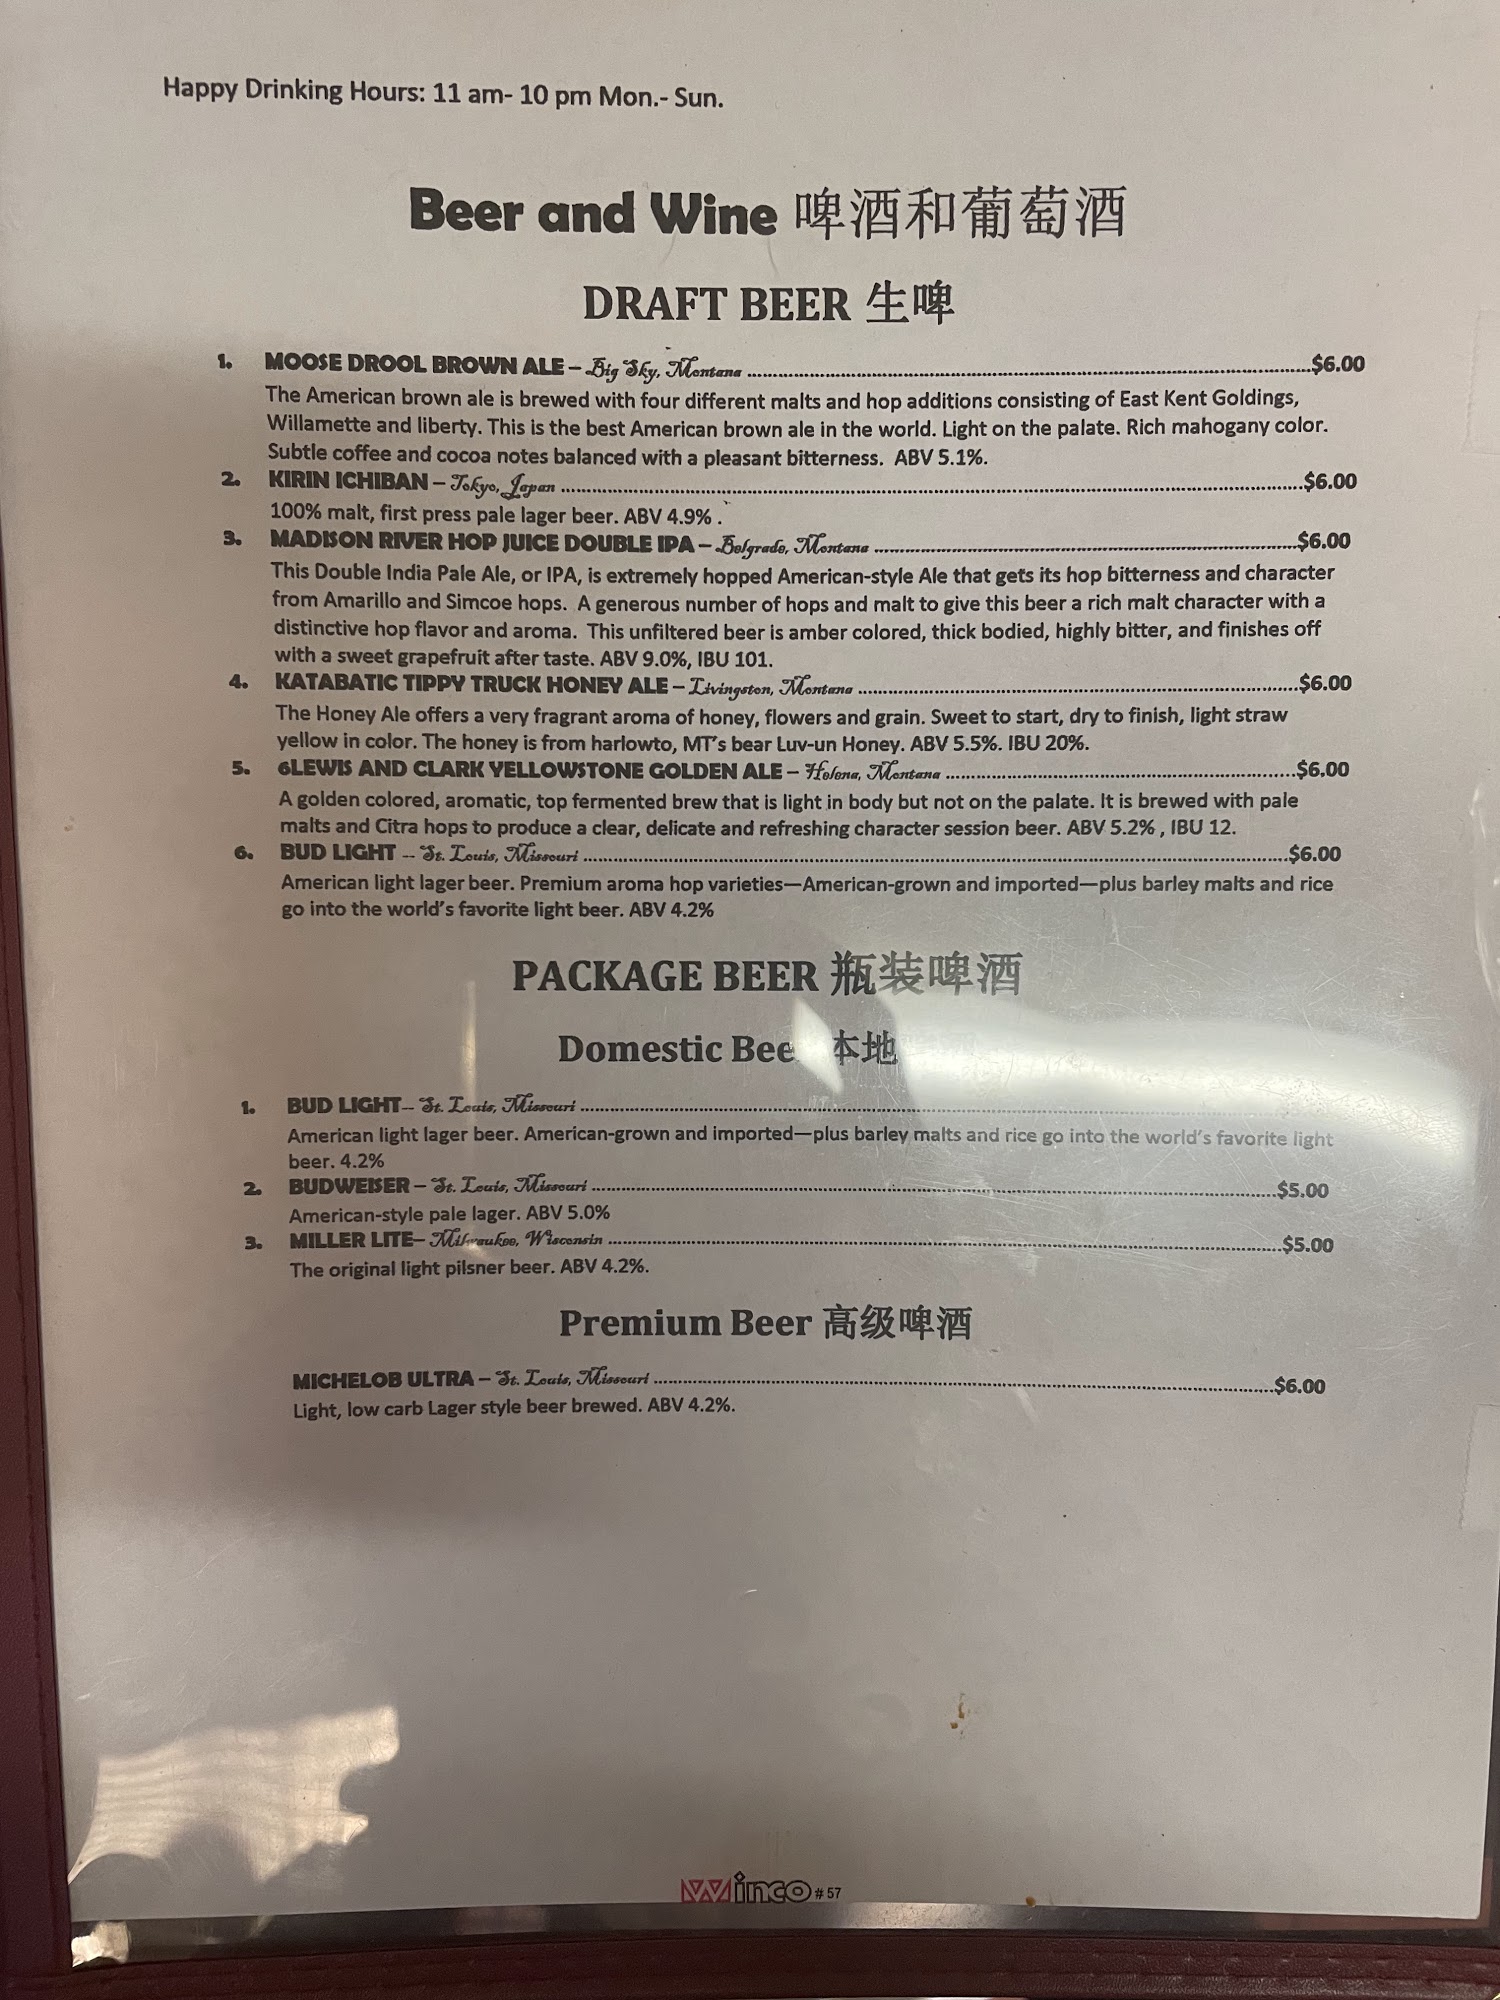 Happy Drinking Hours: 11 am- 10 pm Mon.- Sun.
Beer and Wine 啤酒和葡萄酒
DRAFT BEER 生啤
1. MOOSE DROOL BROWN ALE – Big Sky, Montana ........................$6.00
The American brown ale is brewed with four different malts and hop additions consisting of East Kent Goldings,
Willamette and liberty. This is the best American brown ale in the world. Light on the palate. Rich mahogany color.
Subtle coffee and cocoa notes balanced with a pleasant bitterness. ABV 5.1%.
2. KIRIN ICHIBAN – Tokyo, Japan ........................$6.00
100% malt, first press pale lager beer. ABV 4.9% .
3. MADISON RIVER HOP JUICE DOUBLE IPA – Belgrade, Montana ........................$6.00
This Double India Pale Ale, or IPA, is extremely hopped American-style Ale that gets its hop bitterness and character
from Amarillo and Simcoe hops. A generous number of hops and malt to give this beer a rich malt character with a
distinctive hop flavor and aroma. This unfiltered beer is amber colored, thick bodied, highly bitter, and finishes off
with a sweet grapefruit after taste. ABV 9.0%, IBU 101.
4. KATABATIC TIPPY TRUCK HONEY ALE – Livingston, Montana ........................$6.00
The Honey Ale offers a very fragrant aroma of honey, flowers and grain. Sweet to start, dry to finish, light straw
yellow in color. The honey is from harlowto, MT's bear Luv-un Honey. ABV 5.5%. IBU 20%.
5. 6LEWIS AND CLARK YELLOWSTONE GOLDEN ALE – Helena, Montana ........................$6.00
A golden colored, aromatic, top fermented brew that is light in body but not on the palate. It is brewed with pale
malts and Citra hops to produce a clear, delicate and refreshing character session beer. ABV 5.2% , IBU 12.
6. BUD LIGHT -- St. Louis, Missouri ........................$6.00
American light lager beer. Premium aroma hop varieties—American-grown and imported—plus barley malts and rice
go into the world's favorite light beer. ABV 4.2%
PACKAGE BEER 瓶装啤酒
Domestic Bee 本地
1. BUD LIGHT-- St. Louis, Missouri ........................
American light lager beer. American-grown and imported—plus barley malts and rice go into the world's favorite light
beer. 4.2%
2. BUDWEISER – St. Louis, Missouri ........................$5.00
American-style pale lager. ABV 5.0%
3. MILLER LITE– Milwaukee, Wisconsin ........................$5.00
The original light pilsner beer. ABV 4.2%.
Premium Beer 高级啤酒
MICHELOB ULTRA – St. Louis, Missouri ........................$6.00
Light, low carb Lager style beer brewed. ABV 4.2%.
Winco # 57